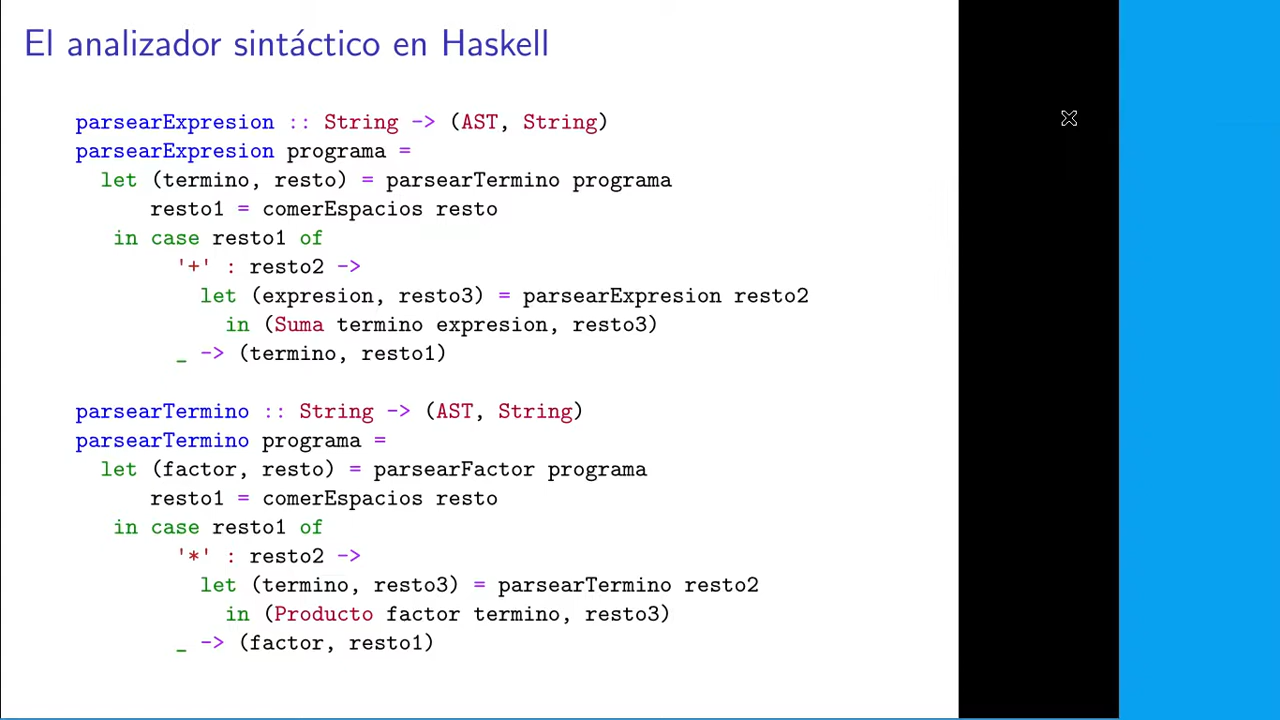 El analizador sintáctico en Haskell
parsearExpresion :: String -> (AST, String)
parsearExpresion programa =
  let (termino, resto) = parsearTermino programa
      resto1 = comerEspacios resto
   in case resto1 of
        '+' : resto2 ->
          let (expresion, resto3) = parsearExpresion resto2
            in (Suma termino expresion, resto3)
        _ -> (termino, resto1)
parsearTermino :: String -> (AST, String)
parsearTermino programa =
  let (factor, resto) = parsearFactor programa
      resto1 = comerEspacios resto
   in case resto1 of
        '*' : resto2 ->
          let (termino, resto3) = parsearTermino resto2
            in (Producto factor termino, resto3)
        _ -> (factor, resto1)